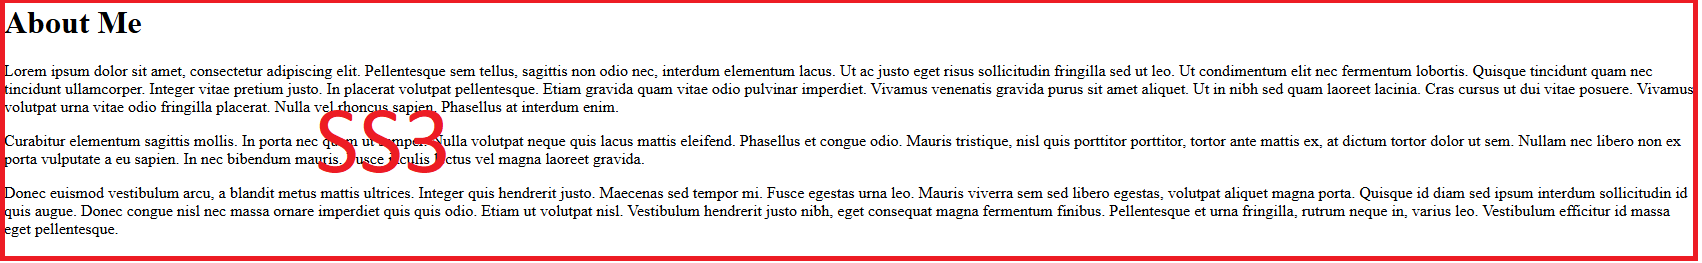 About Me
Lorem ipsum dolor sit amet, consectetur adipiscing elit. Pellentesque sem tellus, sagittis non odio nec, interdum elementum lacus. Ut ac justo eget risus sollicitudin fringilla sed ut leo. Ut condimentum elit nec fermentum lobortis. Quisque tincidunt quam nec
tincidunt ullamcorper. Integer vitae pretium justo. In placerat volutpat pellentesque. Etiam gravida quam vitae odio pulvinar imperdiet. Vivamus venenatis gravida purus sit amet aliquet. Ut in nibh sed quam laoreet lacinia. Cras cursus ut dui vitae posuere. Vivamus
volutpat urna vitae odio fringilla placerat. Nulla vel rhoncus sapien. Phasellus at interdum enim.
SS3
Curabitur elementum sagittis mollis. In porta nec quam ut semper. Nulla volutpat neque quis lacus mattis eleifend. Phasellus et congue odio. Mauris tristique, nisl quis porttitor porttitor, tortor ante mattis ex, at dictum tortor dolor ut sem. Nullam nec libero non ex
porta vulputate a eu sapien. In nec bibendum mauris. Fusce iaculis lectus vel magna laoreet gravida.
Donec euismod vestibulum arcu, a blandit metus mattis ultrices. Integer quis hendrerit justo. Maecenas sed tempor mi. Fusce egestas urna leo. Mauris viverra sem sed libero egestas, volutpat aliquet magna porta. Quisque id diam sed ipsum interdum sollicitudin id
quis augue. Donec congue nisl nec massa ornare imperdiet quis quis odio. Etiam ut volutpat nisl. Vestibulum hendrerit justo nibh, eget consequat magna fermentum finibus. Pellentesque et urna fringilla, rutrum neque in, varius leo. Vestibulum efficitur id massa
eget pellentesque.